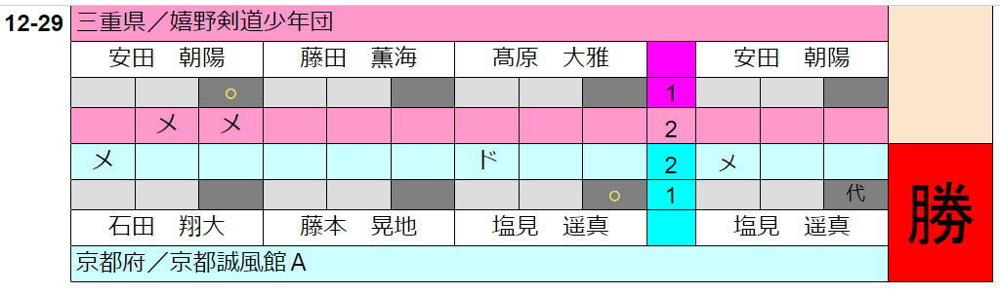 12-29 三重県／嬉野剣道少年団
安田　朝陽 藤田　薫海 髙原　大雅 安田　朝陽
○ 1
メ メ 2
メ ド 2 メ
○ 1 代
勝
石田　翔大 藤本　晃地 塩見　遥真 塩見　遥真
京都府／京都誠風館Ａ